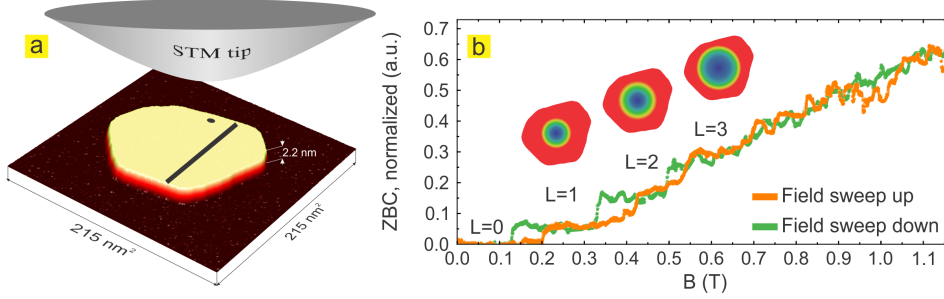 a
STM tip
2.2 nm
215 nm²
215 nm²
b
ZBC, normalized (a.u.)
0.7
0.6
0.5
0.4
0.3
0.2
0.1
0.0
L=0
L=1
L=2
L=3
Field sweep up
Field sweep down
0.0 0.1 0.2 0.3 0.4 0.5 0.6 0.7 0.8 0.9 1.0 1.1
B (T)